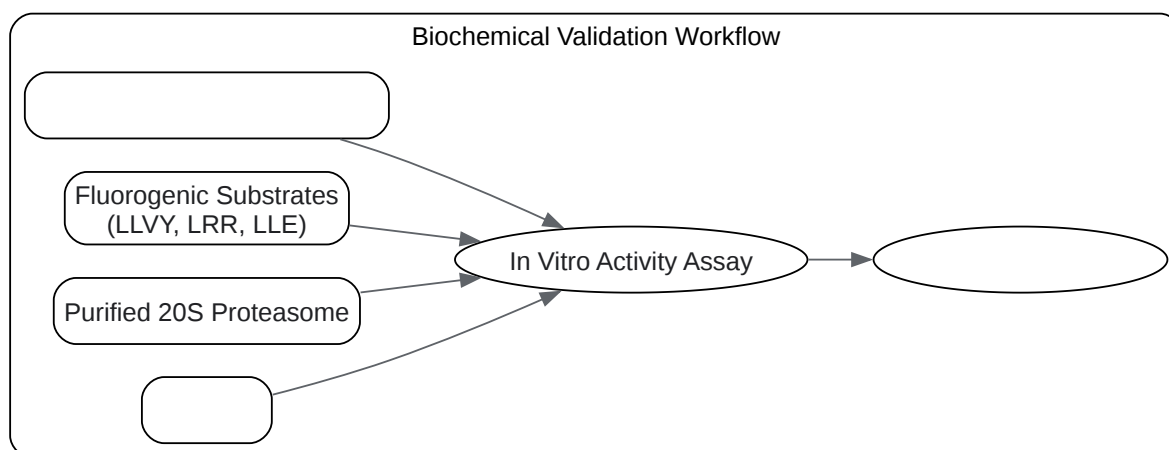 Biochemical Validation Workflow
Fluorogenic Substrates
(LLVY, LRR, LLE)
In Vitro Activity Assay
Purified 20S Proteasome